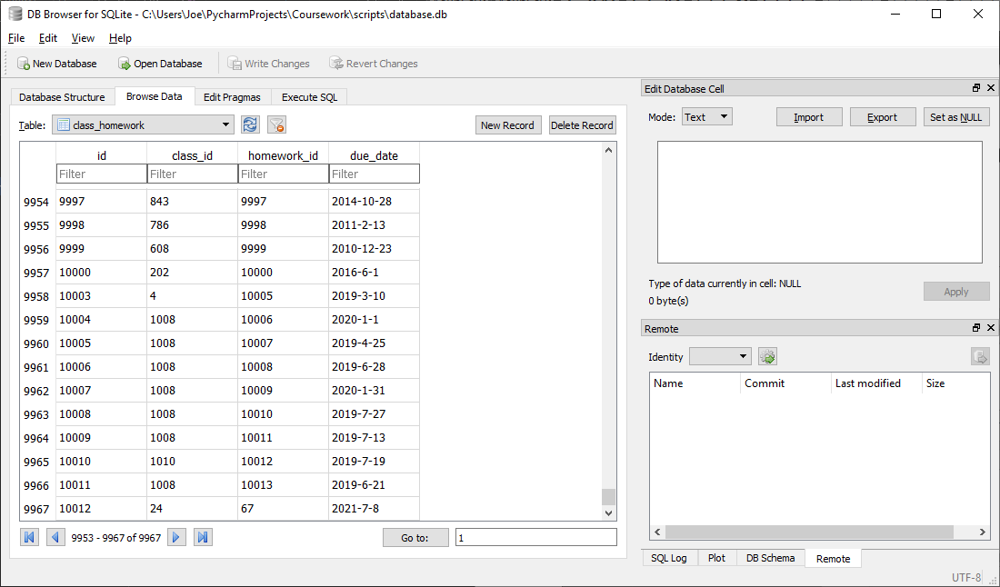 DB Browser for SQLite - C:\Users\Joe\PycharmProjects\Coursework\scripts\database.db
File Edit View Help
New Database Open Database Write Changes Revert Changes
Database Structure Browse Data Edit Pragmas Execute SQL
Table: class_homework New Record Delete Record
id class_id homework_id due_date
Filter Filter Filter Filter
9954 9997 843 9997 2014-10-28
9955 9998 786 9998 2011-2-13
9956 9999 608 9999 2010-12-23
9957 10000 202 10000 2016-6-1
9958 10003 4 10005 2019-3-10
9959 10004 1008 10006 2020-1-1
9960 10005 1008 10007 2019-4-25
9961 10006 1008 10008 2019-6-28
9962 10007 1008 10009 2020-1-31
9963 10008 1008 10010 2019-7-27
9964 10009 1008 10011 2019-7-13
9965 10010 1010 10012 2019-7-19
9966 10011 1008 10013 2019-6-21
9967 10012 24 67 2021-7-8
9953 - 9967 of 9967 Go to: 1
Edit Database Cell
Mode: Text Import Export Set as NULL
Type of data currently in cell: NULL
0 byte(s)
Apply
Remote
Identity
Name Commit Last modified Size
SQL Log Plot DB Schema Remote
UTF-8